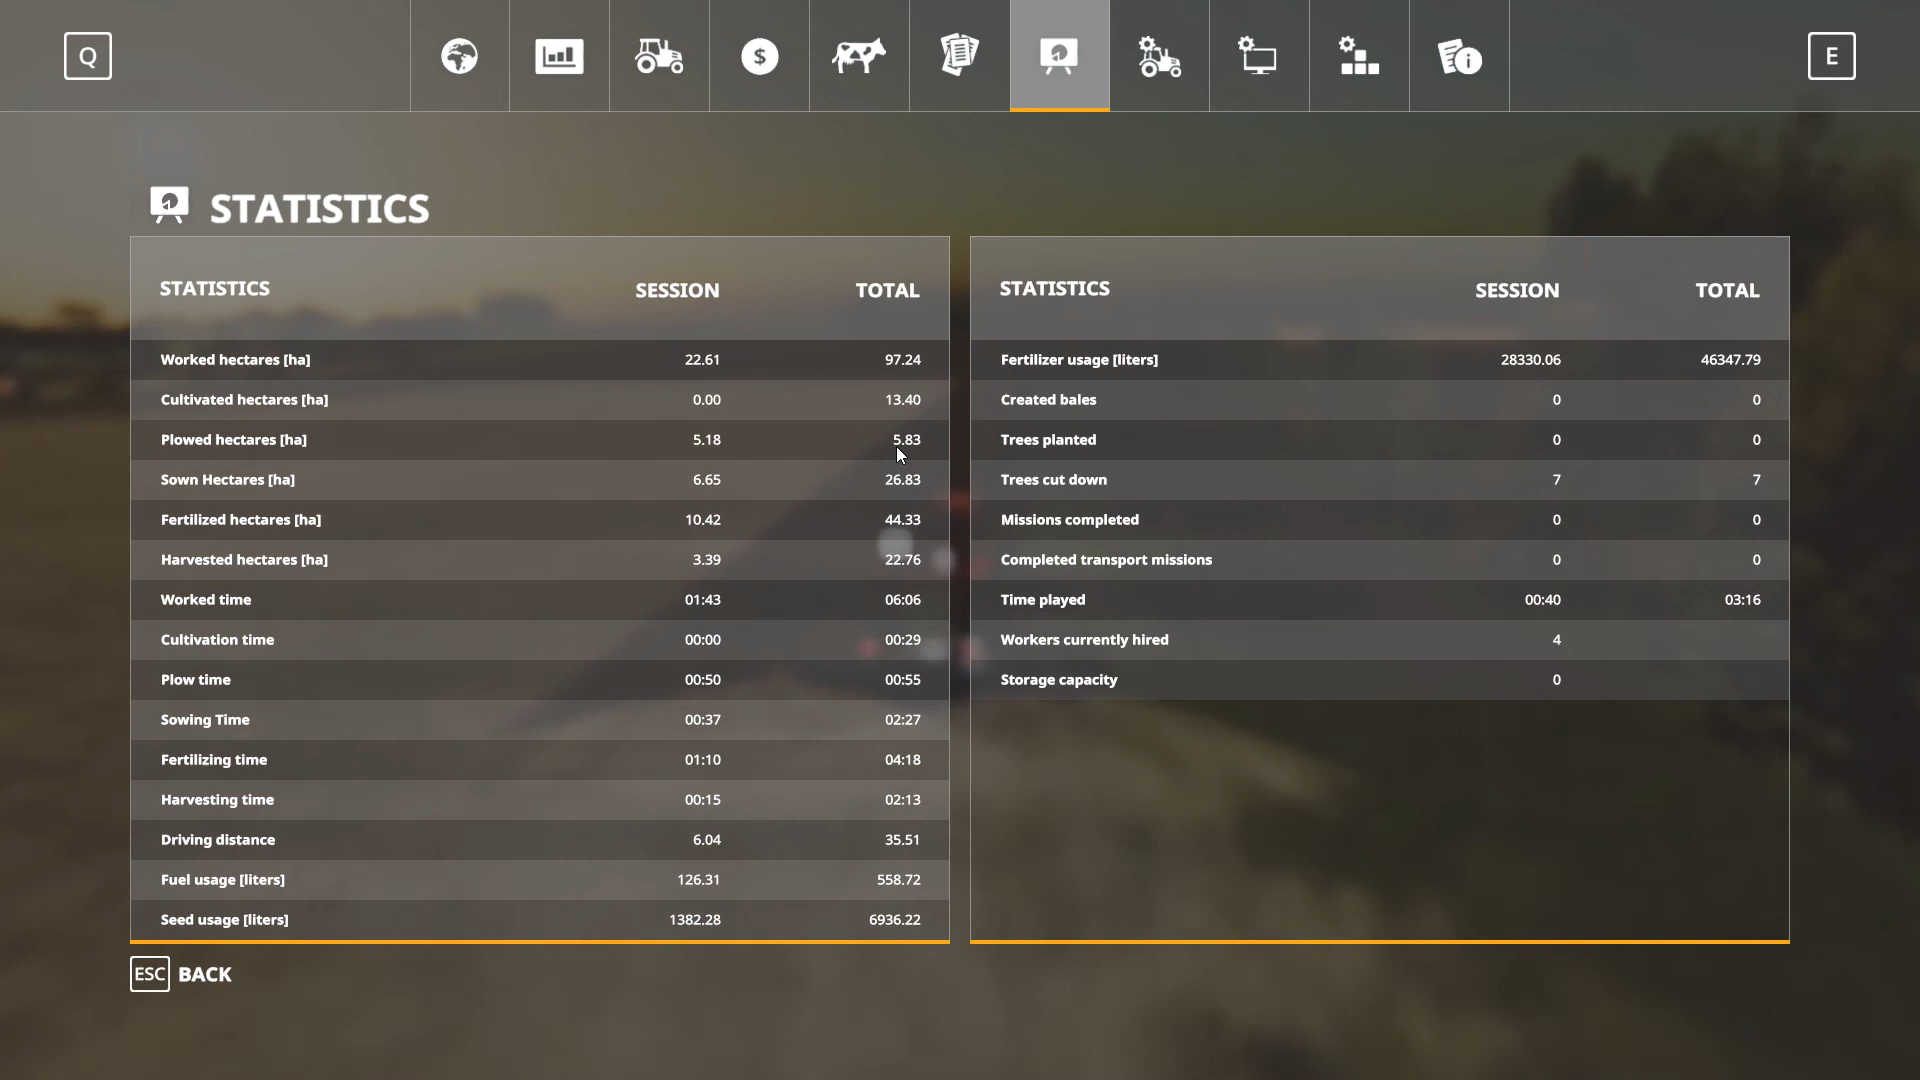 Q
$
E
STATISTICS
STATISTICS SESSION TOTAL
Worked hectares [ha] 22.61 97.24
Cultivated hectares [ha] 0.00 13.40
Plowed hectares [ha] 5.18 5.83
Sown Hectares [ha] 6.65 26.83
Fertilized hectares [ha] 10.42 44.33
Harvested hectares [ha] 3.39 22.76
Worked time 01:43 06:06
Cultivation time 00:00 00:29
Plow time 00:50 00:55
Sowing Time 00:37 02:27
Fertilizing time 01:10 04:18
Harvesting time 00:15 02:13
Driving distance 6.04 35.51
Fuel usage [liters] 126.31 558.72
Seed usage [liters] 1382.28 6936.22
STATISTICS SESSION TOTAL
Fertilizer usage [liters] 28330.06 46347.79
Created bales 0 0
Trees planted 0 0
Trees cut down 7 7
Missions completed 0 0
Completed transport missions 0 0
Time played 00:40 03:16
Workers currently hired 4
Storage capacity 0
ESC BACK